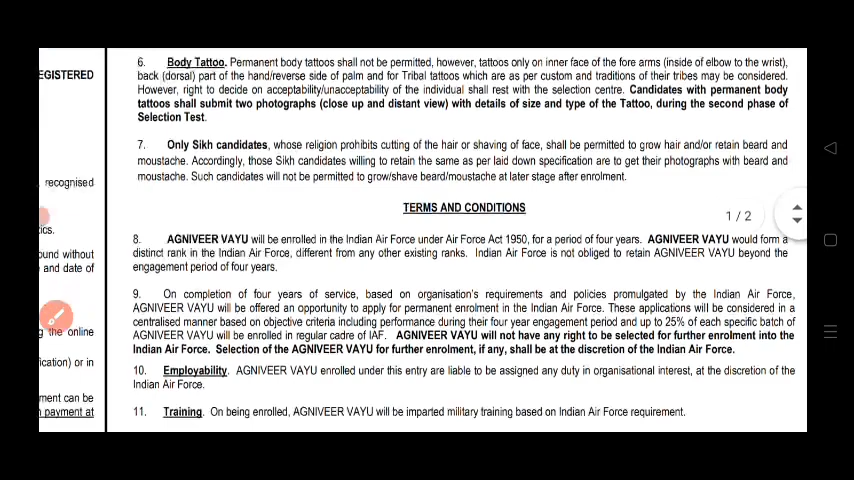 EGISTERED
recognised
ics.
ound without
and date of
g the online
fication) or in
ment can be
n payment at
6. Body Tattoo. Permanent body tattoos shall not be permitted, however, tattoos only on inner face of the fore arms (inside of elbow to the wrist),
back (dorsal) part of the hand/reverse side of palm and for Tribal tattoos which are as per custom and traditions of their tribes may be considered.
However, right to decide on acceptability/unacceptability of the individual shall rest with the selection centre. Candidates with permanent body
tattoos shall submit two photographs (close up and distant view) with details of size and type of the Tattoo, during the second phase of
Selection Test.
7. Only Sikh candidates, whose religion prohibits cutting of the hair or shaving of face, shall be permitted to grow hair and/or retain beard and
moustache. Accordingly, those Sikh candidates willing to retain the same as per laid down specification are to get their photographs with beard and
moustache. Such candidates will not be permitted to grow/shave beard/moustache at later stage after enrolment.
TERMS AND CONDITIONS
1 / 2
8. AGNIVEER VAYU will be enrolled in the Indian Air Force under Air Force Act 1950, for a period of four years. AGNIVEER VAYU would form a
distinct rank in the Indian Air Force, different from any other existing ranks. Indian Air Force is not obliged to retain AGNIVEER VAYU beyond the
engagement period of four years.
9. On completion of four years of service, based on organisation's requirements and policies promulgated by the Indian Air Force,
AGNIVEER VAYU will be offered an opportunity to apply for permanent enrolment in the Indian Air Force. These applications will be considered in a
centralised manner based on objective criteria including performance during their four year engagement period and up to 25% of each specific batch of
AGNIVEER VAYU will be enrolled in regular cadre of IAF. AGNIVEER VAYU will not have any right to be selected for further enrolment into the
Indian Air Force. Selection of the AGNIVEER VAYU for further enrolment, if any, shall be at the discretion of the Indian Air Force.
10. Employability. AGNIVEER VAYU enrolled under this entry are liable to be assigned any duty in organisational interest, at the discretion of the
Indian Air Force.
11. Training. On being enrolled, AGNIVEER VAYU will be imparted military training based on Indian Air Force requirement.